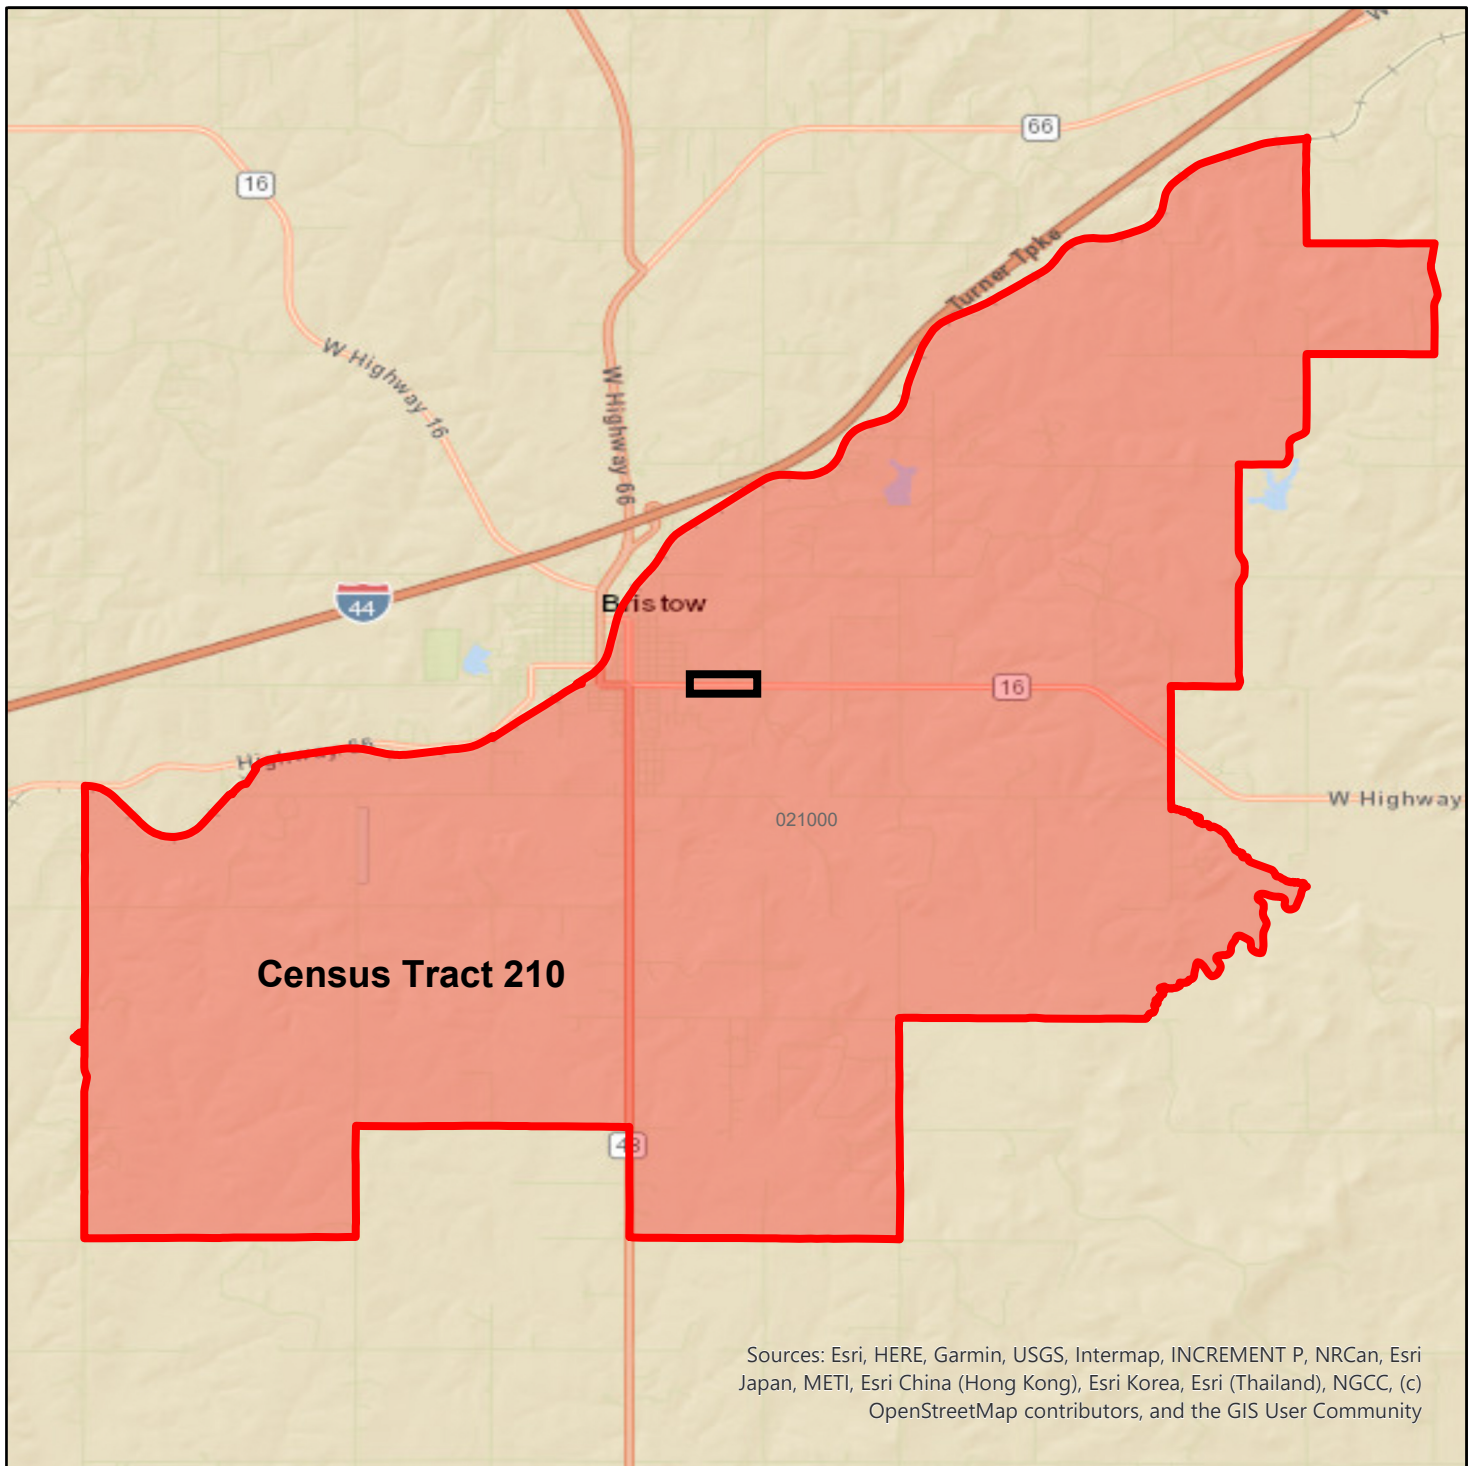 66
16
Turner Tpke
W Highway 16
W Highway 66
44
Bristow
16
Highway 66
W Highway
021000
Census Tract 210
48
Sources: Esri, HERE, Garmin, USGS, Intermap, INCREMENT P, NRCan, Esri
Japan, METI, Esri China (Hong Kong), Esri Korea, Esri (Thailand), NGCC, (c)
OpenStreetMap contributors, and the GIS User Community